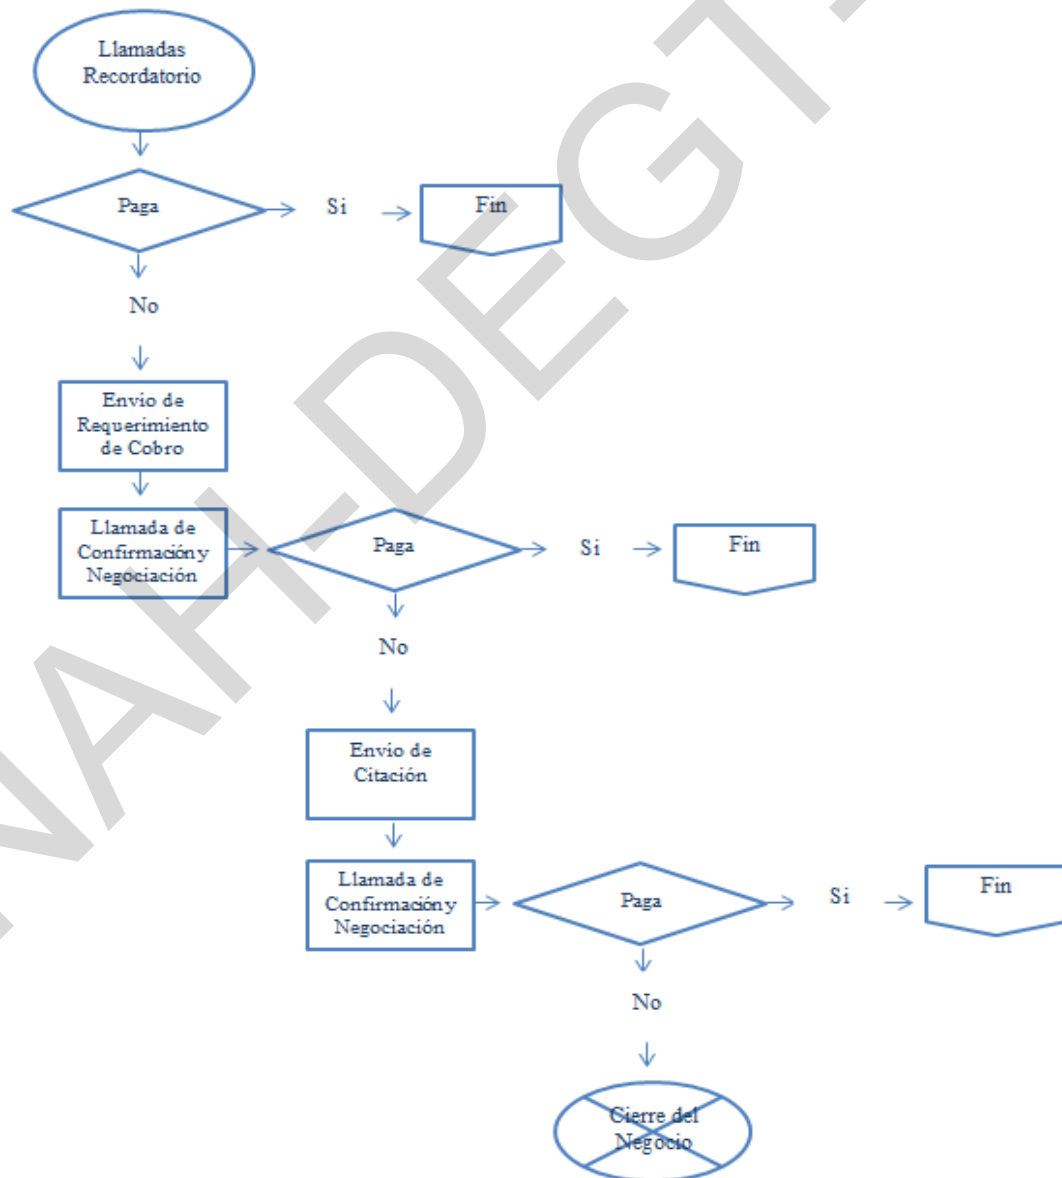 Llamadas
Recordatorio
Paga
Si
Fin
No
Envio de
Requerimiento
de Cobro
Llamada de
Confirmación y
Negociación
Paga
Si
Fin
No
Envio de
Citación
Llamada de
Confirmación y
Negociación
Paga
Si
Fin
No
Cierre del
Negocio